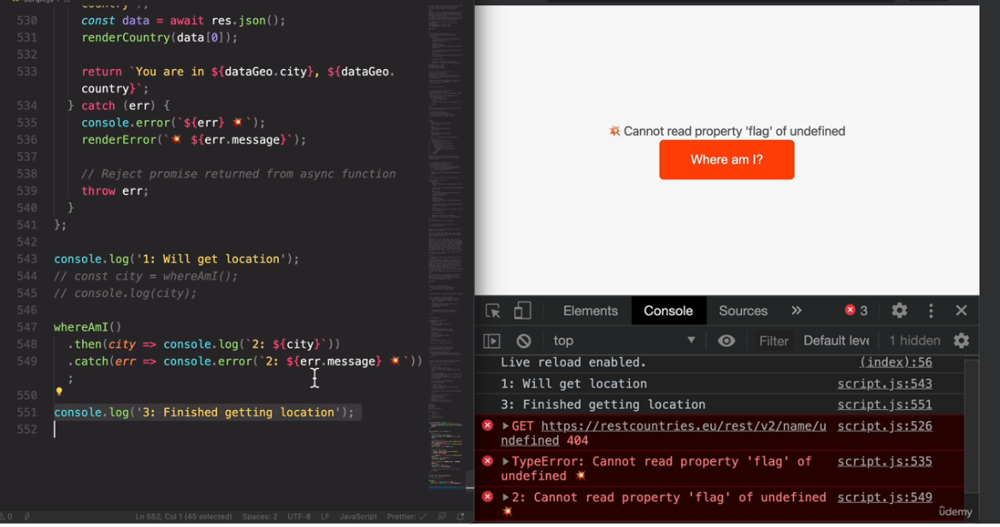 530 const data = await res.json();
531 renderCountry(data[0]);
532
533 return `You are in ${dataGeo.city}, ${dataGeo.
country}`;
534 } catch (err) {
535 console.error(`${err} 💥`);
536 renderError(`💥 ${err.message}`);
537
538 // Reject promise returned from async function
539 throw err;
540 }
541 };
542
543 console.log('1: Will get location');
544 // const city = whereAmI();
545 // console.log(city);
546
547 whereAmI()
548 .then(city => console.log(`2: ${city}`))
549 .catch(err => console.error(`2: ${err.message} 💥`))
;
550
551 console.log('3: Finished getting location');
552
0
Ln 552, Col 1 (45 selected) Spaces: 2 UTF-8 LF JavaScript Prettier: ✓
💥 Cannot read property 'flag' of undefined
Where am I?
Elements Console Sources » 3
top Filter Default leve 1 hidden
Live reload enabled. (index):56
1: Will get location script.js:543
3: Finished getting location script.js:551
GET https://restcountries.eu/rest/v2/name/u script.js:526
ndefined 404
TypeError: Cannot read property 'flag' of script.js:535
undefined 💥
2: Cannot read property 'flag' of undefined script.js:549
💥
ûdemy